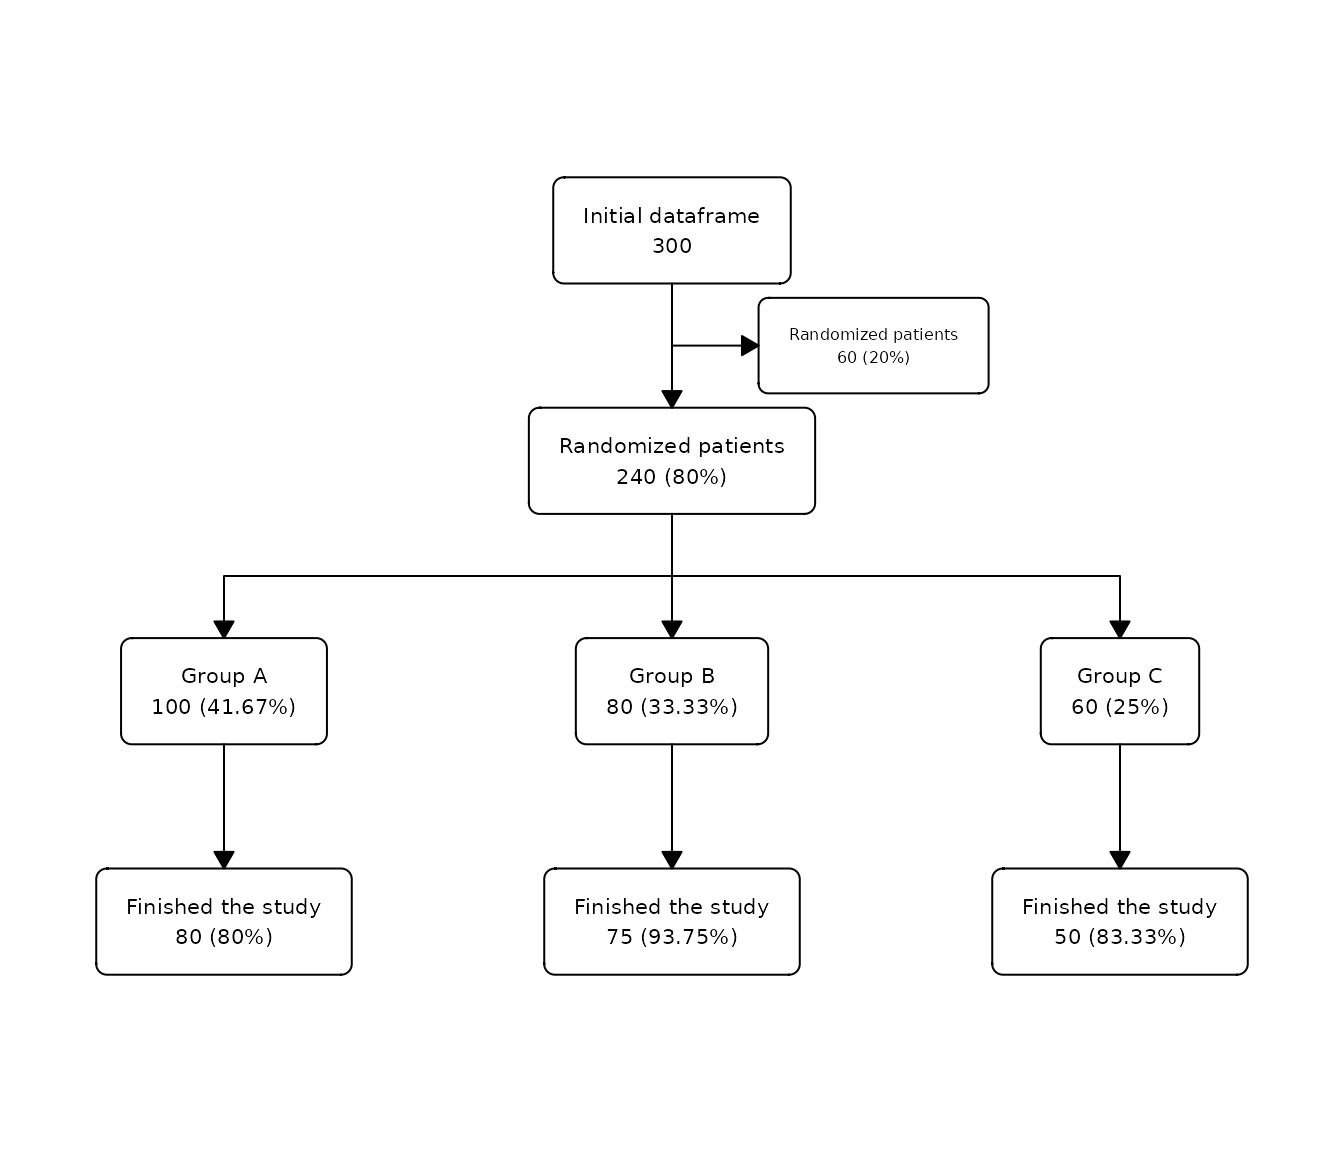 Initial dataframe
300
Randomized patients
60 (20%)
Randomized patients
240 (80%)
Group A
100 (41.67%)
Group B
80 (33.33%)
Group C
60 (25%)
Finished the study
80 (80%)
Finished the study
75 (93.75%)
Finished the study
50 (83.33%)